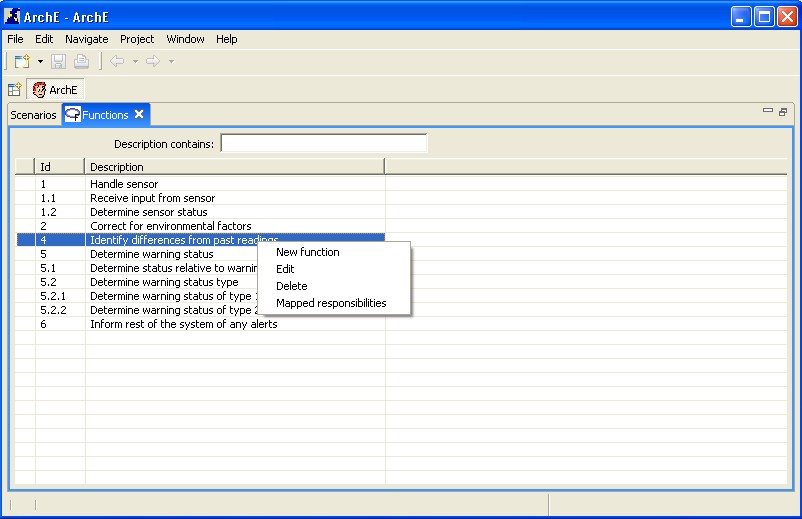 ArchE - ArchE
File Edit Navigate Project Window Help
ArchE
Scenarios Functions
Description contains:
Id Description
1 Handle sensor
1.1 Receive input from sensor
1.2 Determine sensor status
2 Correct for environmental factors
4 Identify differences from past readings
5 Determine warning status
5.1 Determine status relative to warnin
5.2 Determine warning status type
5.2.1 Determine warning status of type 1
5.2.2 Determine warning status of type 2
6 Inform rest of the system of any alerts
New function
Edit
Delete
Mapped responsibilities